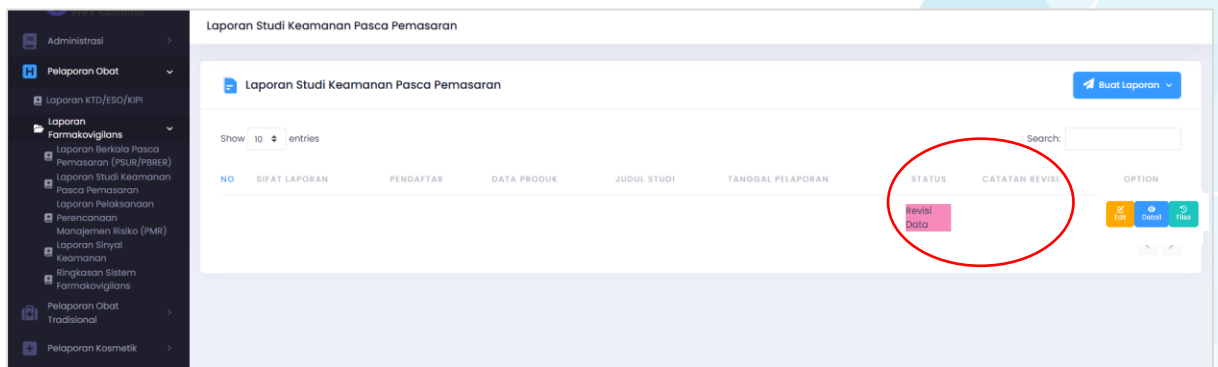 Laporan Studi Keamanan Pasca Pemasaran
Administrasi
Pelaporan Obat
Laporan KTD/ESO/KIPI
Laporan
Farmakovigilans
Laporan Berkala Pasca
Pemasaran (PSUR/PBRER)
Laporan Studi Keamanan
Pasca Pemasaran
Laporan Pelaksanaan
Perencanaan
Manajemen Risiko (PMR)
Laporan Sinyal
Keamanan
Ringkasan Sistem
Farmakovigilans
Pelaporan Obat
Tradisional
Pelaporan Kosmetik
Laporan Studi Keamanan Pasca Pemasaran
Buat Laporan
Show 10 entries
Search:
NO SIFAT LAPORAN PENDAFTAR DATA PRODUK JUDUL STUDI TANGGAL PELAPORAN STATUS CATATAN REVISI OPTION
Revisi
Data
Edit Detail Files